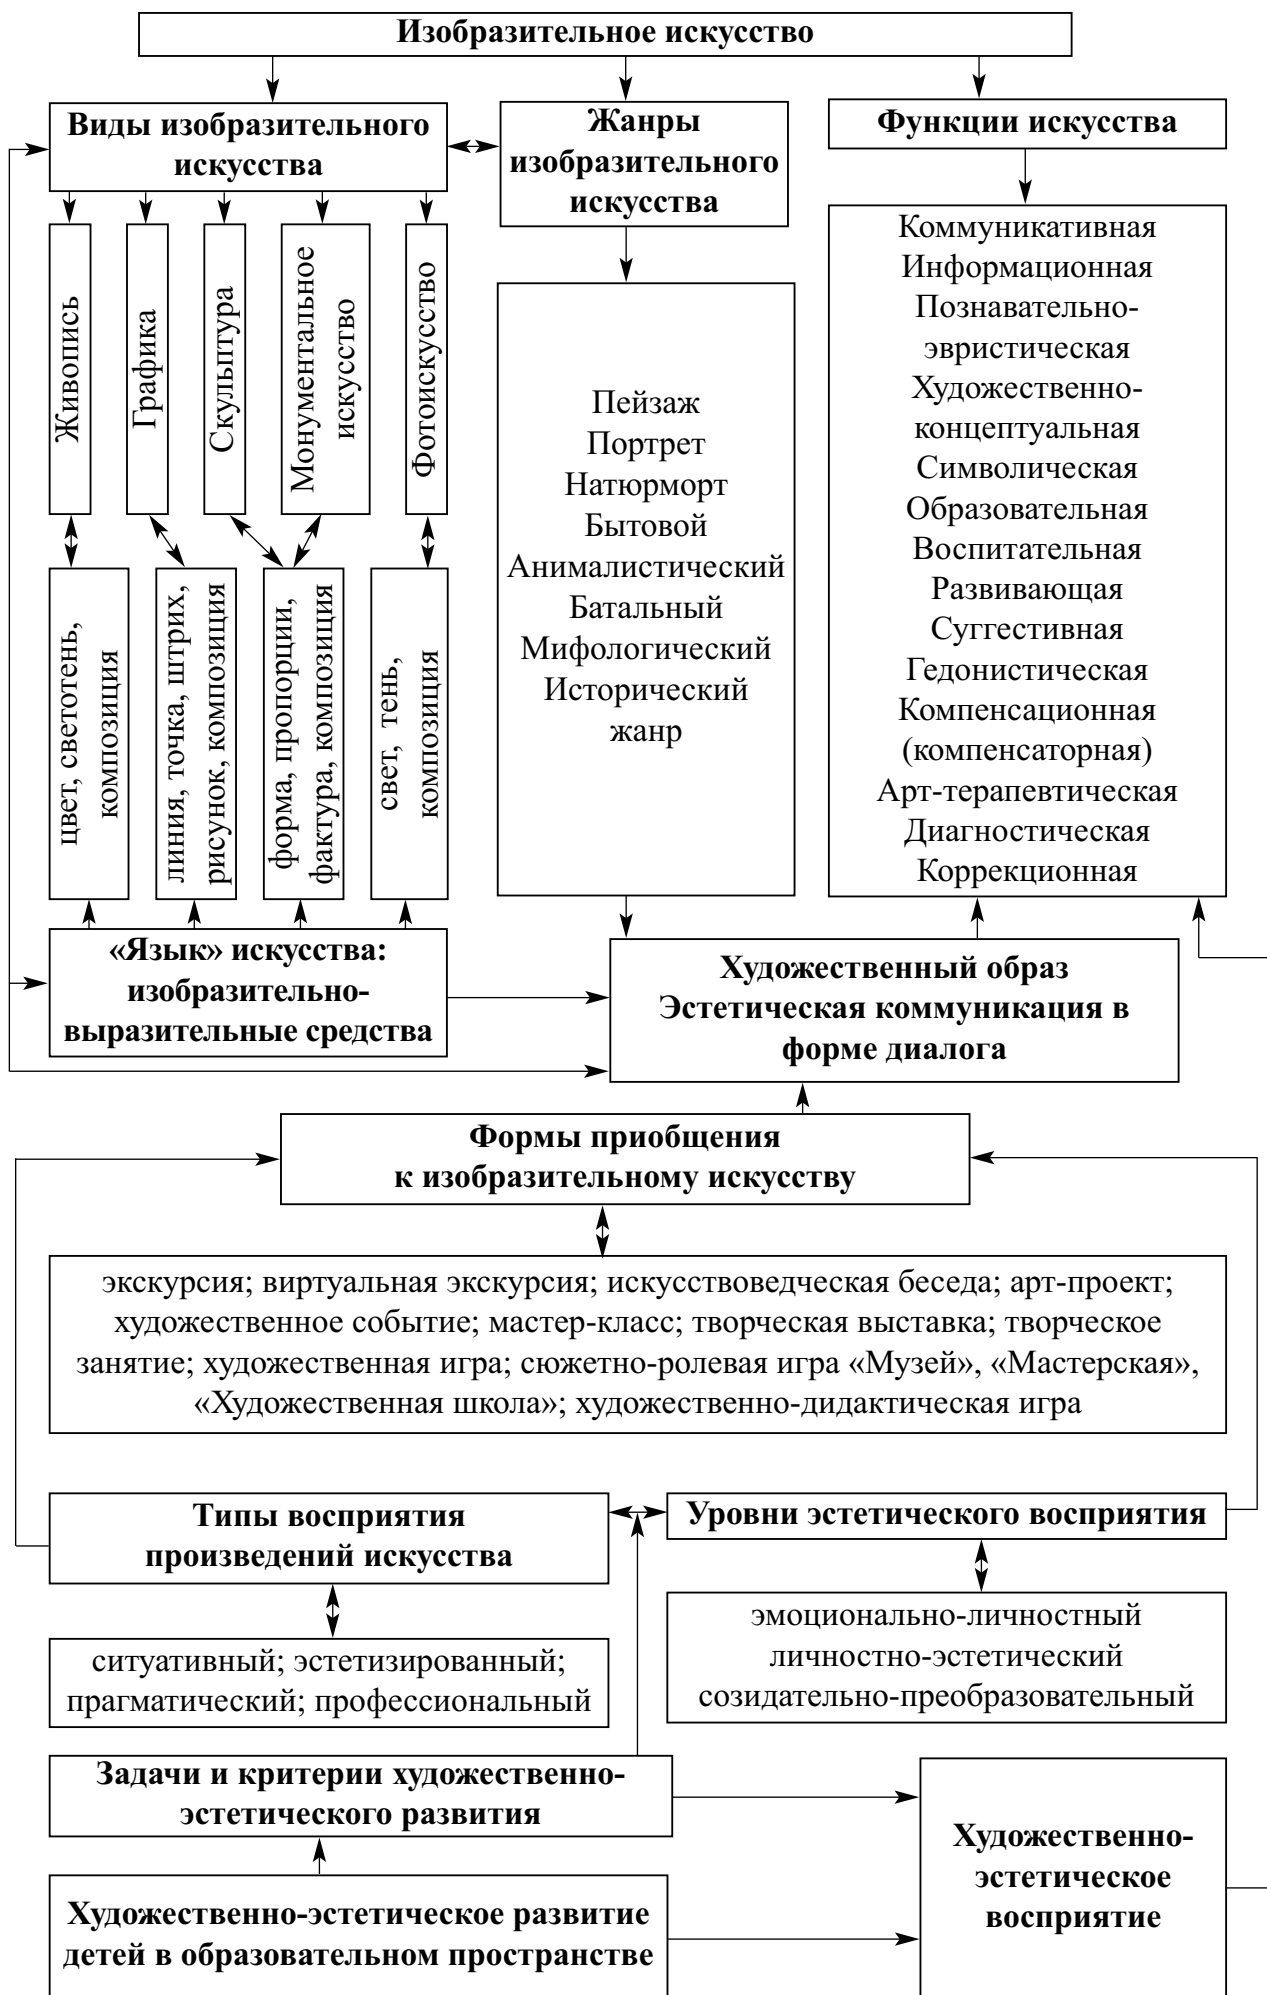 Изобразительное искусство
Виды изобразительного
искусства
Жанры
изобразительного
искусства
Функции искусства
Живопись
Графика
Скульптура
Монументальное
искусство
Фотоискусство
цвет, светотень,
композиция
линия, точка, штрих,
рисунок, композиция
форма, пропорции,
фактура, композиция
свет, тень,
композиция
Пейзаж
Портрет
Натюрморт
Бытовой
Анималистический
Батальный
Мифологический
Исторический
жанр
Коммуникативная
Информационная
Познавательно-
эвристическая
Художественно-
концептуальная
Символическая
Образовательная
Воспитательная
Развивающая
Суггестивная
Гедонистическая
Компенсационная
(компенсаторная)
Арт-терапевтическая
Диагностическая
Коррекционная
«Язык» искусства:
изобразительно-
выразительные средства
Художественный образ
Эстетическая коммуникация в
форме диалога
Формы приобщения
к изобразительному искусству
экскурсия; виртуальная экскурсия; искусствоведческая беседа; арт-проект;
художественное событие; мастер-класс; творческая выставка; творческое
занятие; художественная игра; сюжетно-ролевая игра «Музей», «Мастерская»,
«Художественная школа»; художественно-дидактическая игра
Типы восприятия
произведений искусства
Уровни эстетического восприятия
ситуативный; эстетизированный;
прагматический; профессиональный
эмоционально-личностный
личностно-эстетический
созидательно-преобразовательный
Задачи и критерии художественно-
эстетического развития
Художественно-
эстетическое
восприятие
Художественно-эстетическое развитие
детей в образовательном пространстве